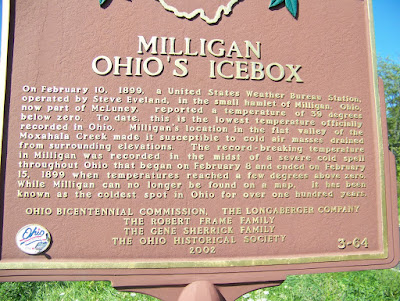 MILLIGAN
OHIO'S ICEBOX
On February 10, 1899, a United States Weather Bureau Station,
operated by Steve Eveland, in the small hamlet of Milligan, Ohio,
now part of McLuney, reported a temperature of 39 degrees
below zero. To date, this is the lowest temperature officially
recorded in Ohio. Milligan's location in the flat valley of the
Moxahala Creek made it susceptible to cold air masses drained
from surrounding elevations. The record-breaking temperature
in Milligan was recorded in the midst of a severe cold spell
throughout Ohio that began on February 8 and ended on February
15, 1899 when temperatures reached a few degrees above zero.
While Milligan can no longer be found on a map, it has been
known as the coldest spot in Ohio for over one hundred years.
OHIO BICENTENNIAL COMMISSION, THE LONGABERGER COMPANY
THE ROBERT FRAME FAMILY
THE GENE SHERRICK FAMILY
THE OHIO HISTORICAL SOCIETY
2002
3-64
Ohio